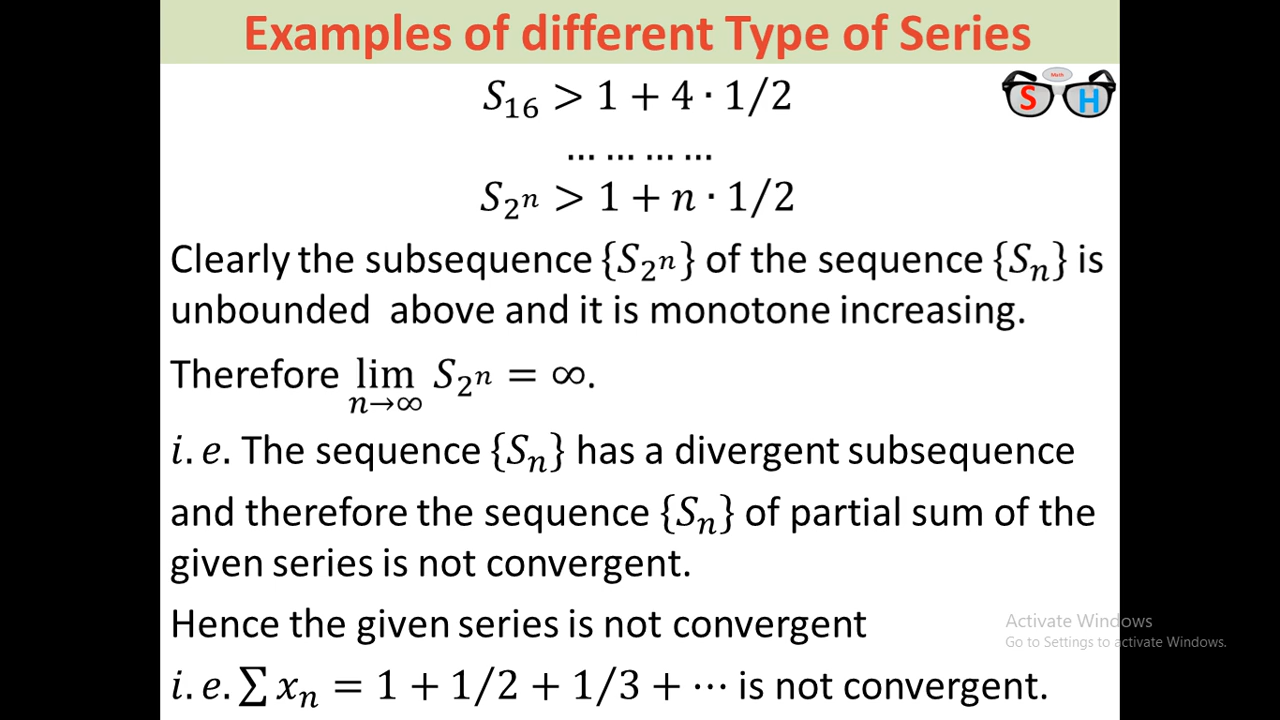 Examples of different Type of Series
Math
S H
S₁₆ > 1 + 4 · 1/2
... ... ... ...
S₂ⁿ > 1 + n · 1/2
Clearly the subsequence {S₂ⁿ} of the sequence {Sₙ} is
unbounded above and it is monotone increasing.
Therefore lim S₂ⁿ = ∞.
n→∞
i.e. The sequence {Sₙ} has a divergent subsequence
and therefore the sequence {Sₙ} of partial sum of the
given series is not convergent.
Hence the given series is not convergent
i.e. ∑ xₙ = 1 + 1/2 + 1/3 + ⋯ is not convergent.
Activate Windows
Go to Settings to activate Windows.